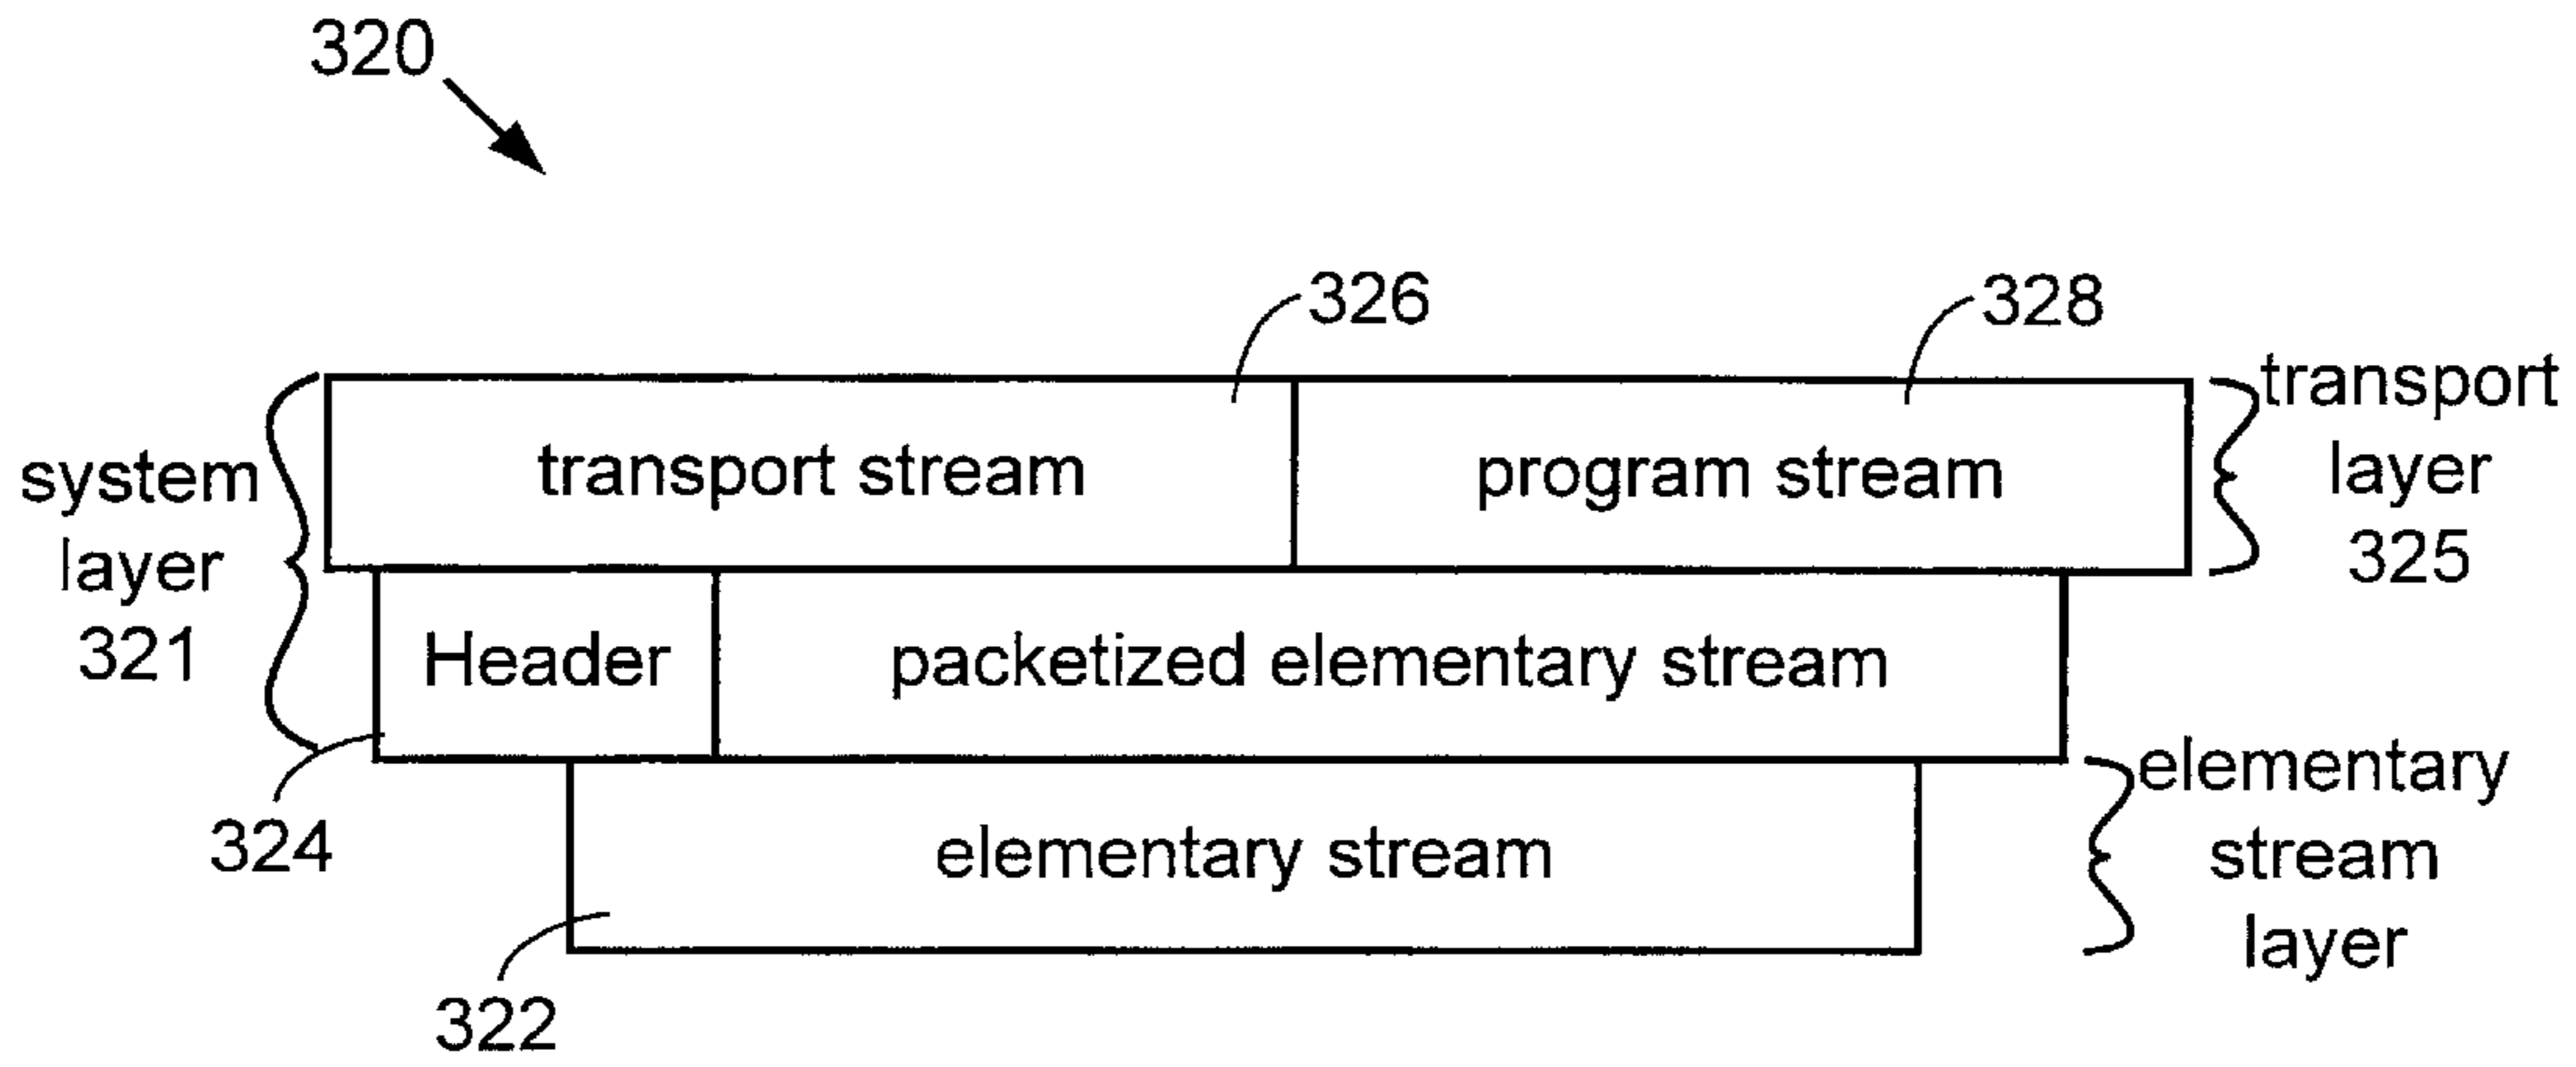 320
326
328
system
layer
321
transport stream
program stream
transport
layer
325
Header
packetized elementary stream
324
elementary stream
elementary
stream
layer
322